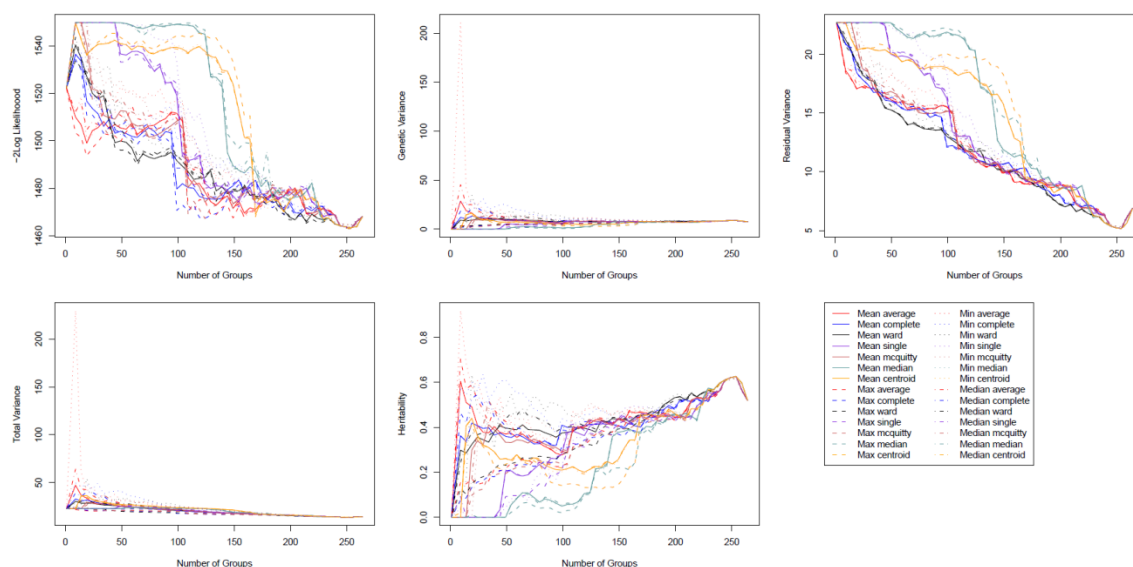 -2Log Likelihood
1460
1480
1500
1520
1540
0 50 100 150 200 250
Number of Groups
Genetic Variance
0
50
100
150
200
0 50 100 150 200 250
Number of Groups
Residual Variance
5
10
15
20
0 50 100 150 200 250
Number of Groups
Total Variance
50
100
150
200
0 50 100 150 200 250
Number of Groups
Heritability
0.0
0.2
0.4
0.6
0.8
0 50 100 150 200 250
Number of Groups
Mean average
Mean complete
Mean ward
Mean single
Mean mcquitty
Mean median
Mean centroid
Max average
Max complete
Max ward
Max single
Max mcquitty
Max median
Max centroid
Min average
Min complete
Min ward
Min single
Min mcquitty
Min median
Min centroid
Median average
Median complete
Median ward
Median single
Median mcquitty
Median median
Median centroid